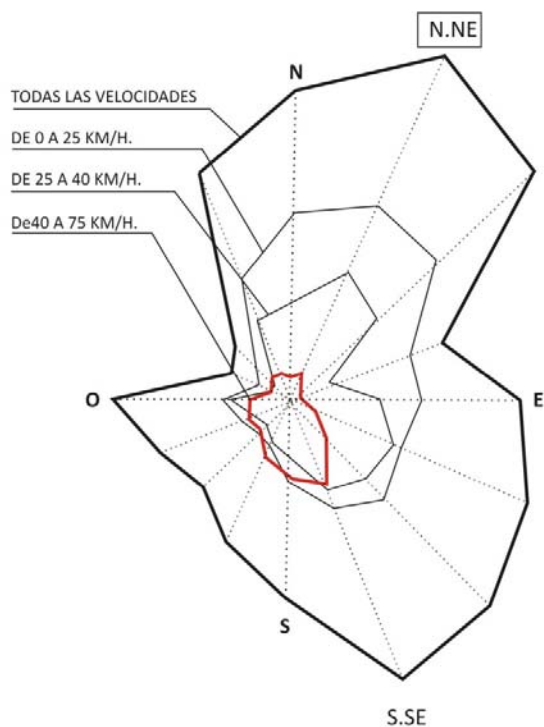 N.NE
N
TODAS LAS VELOCIDADES
DE 0 A 25 KM/H.
DE 25 A 40 KM/H.
De40 A 75 KM/H.
O
E
S
S.SE